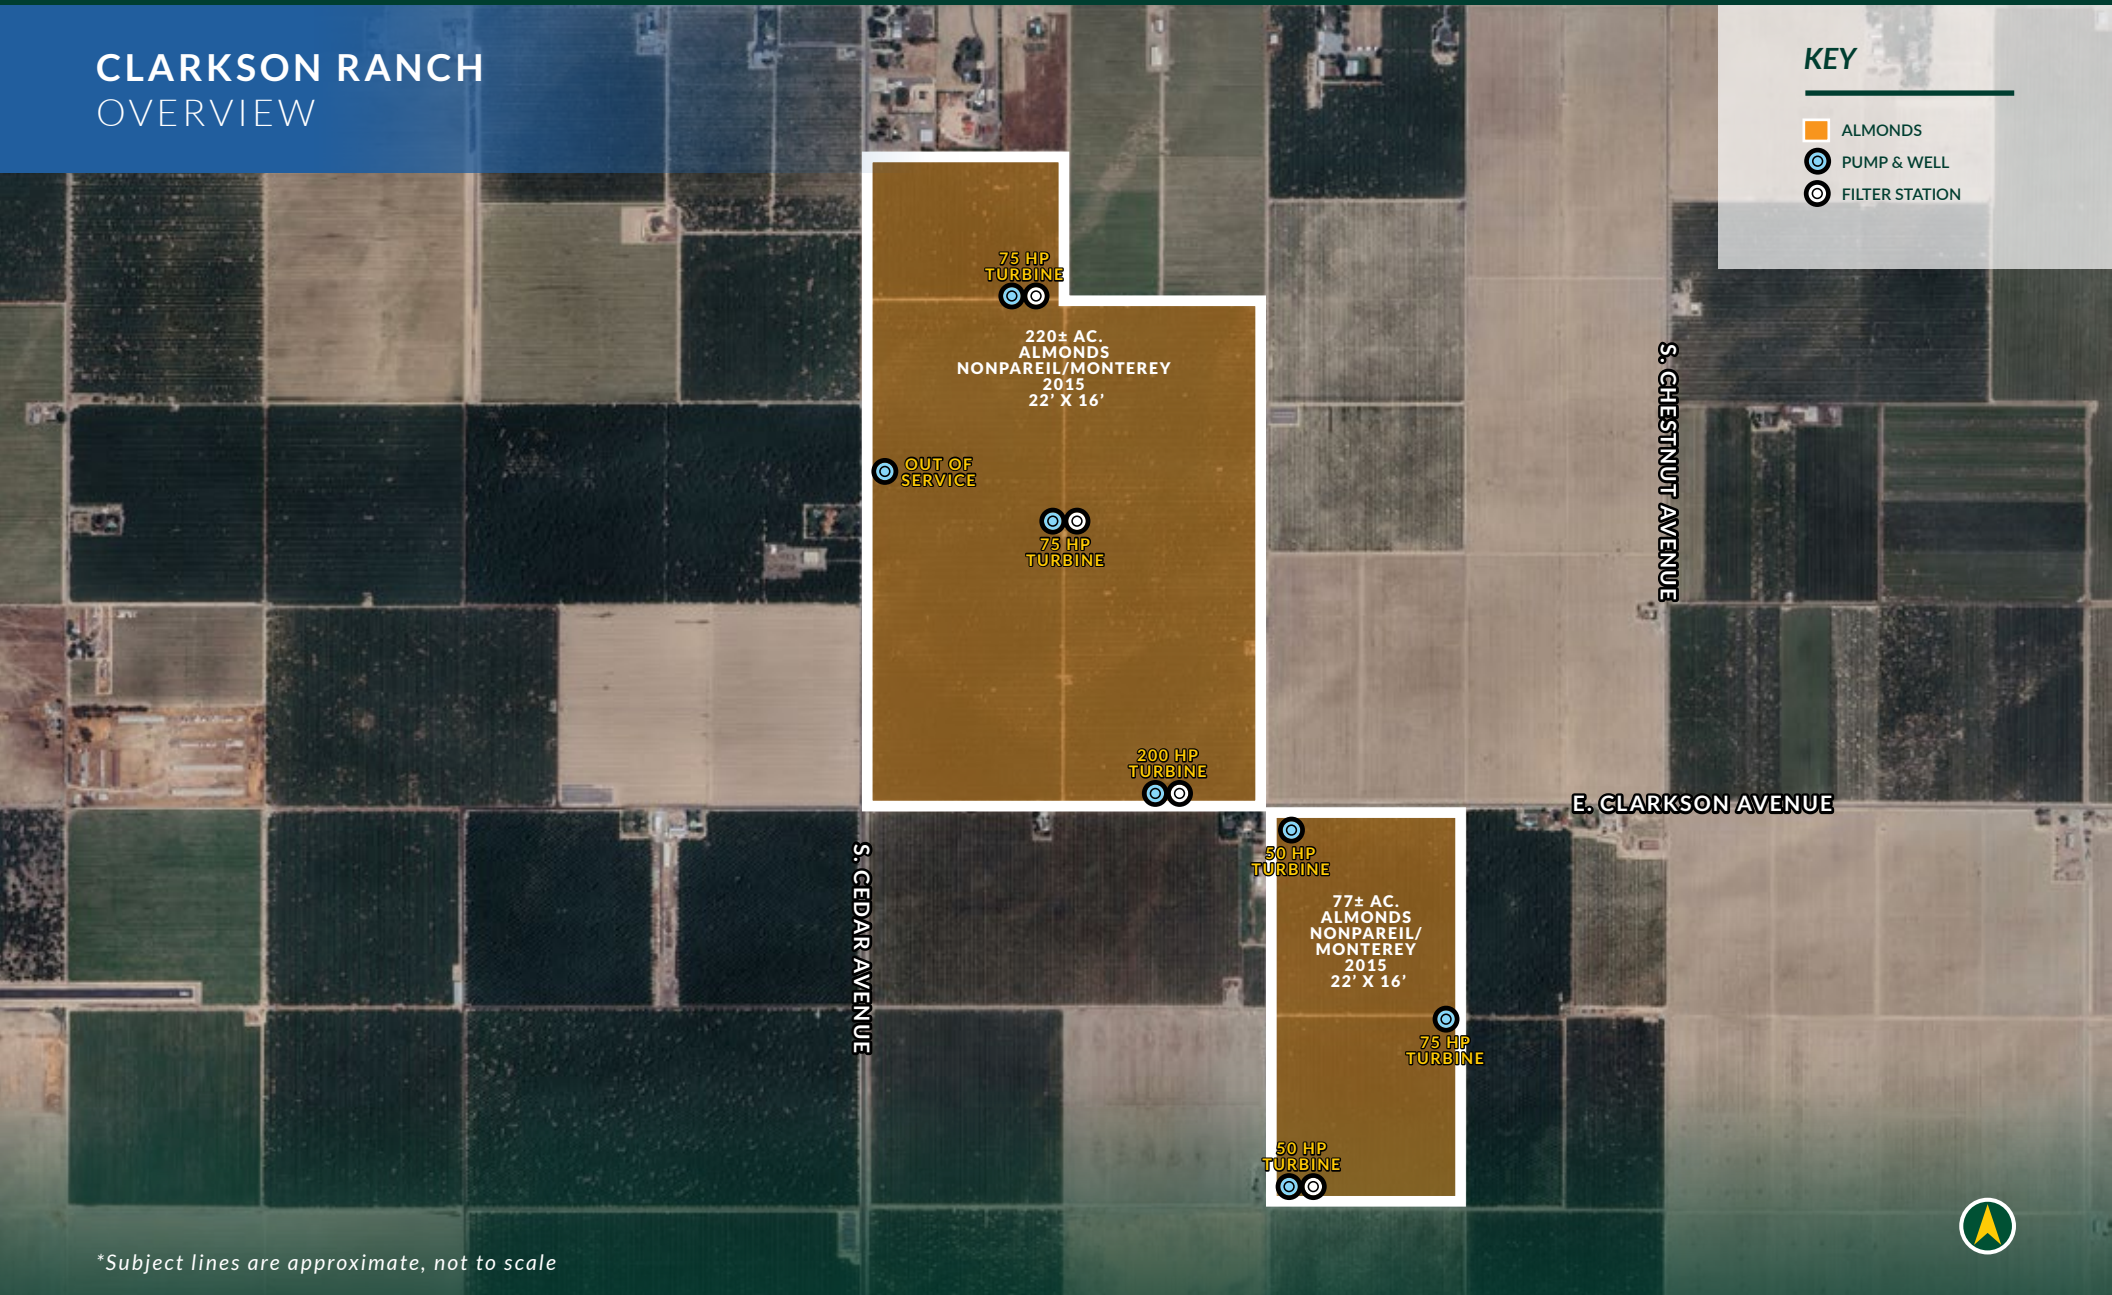 CLARKSON RANCH
OVERVIEW
KEY
ALMONDS
PUMP & WELL
FILTER STATION
75 HP
TURBINE
220± AC.
ALMONDS
NONPAREIL/MONTEREY
2015
22’ X 16’
OUT OF
SERVICE
75 HP
TURBINE
S. CHESTNUT AVENUE
200 HP
TURBINE
E. CLARKSON AVENUE
S. CEDAR AVENUE
50 HP
TURBINE
77± AC.
ALMONDS
NONPAREIL/
MONTEREY
2015
22’ X 16’
75 HP
TURBINE
50 HP
TURBINE
*Subject lines are approximate, not to scale